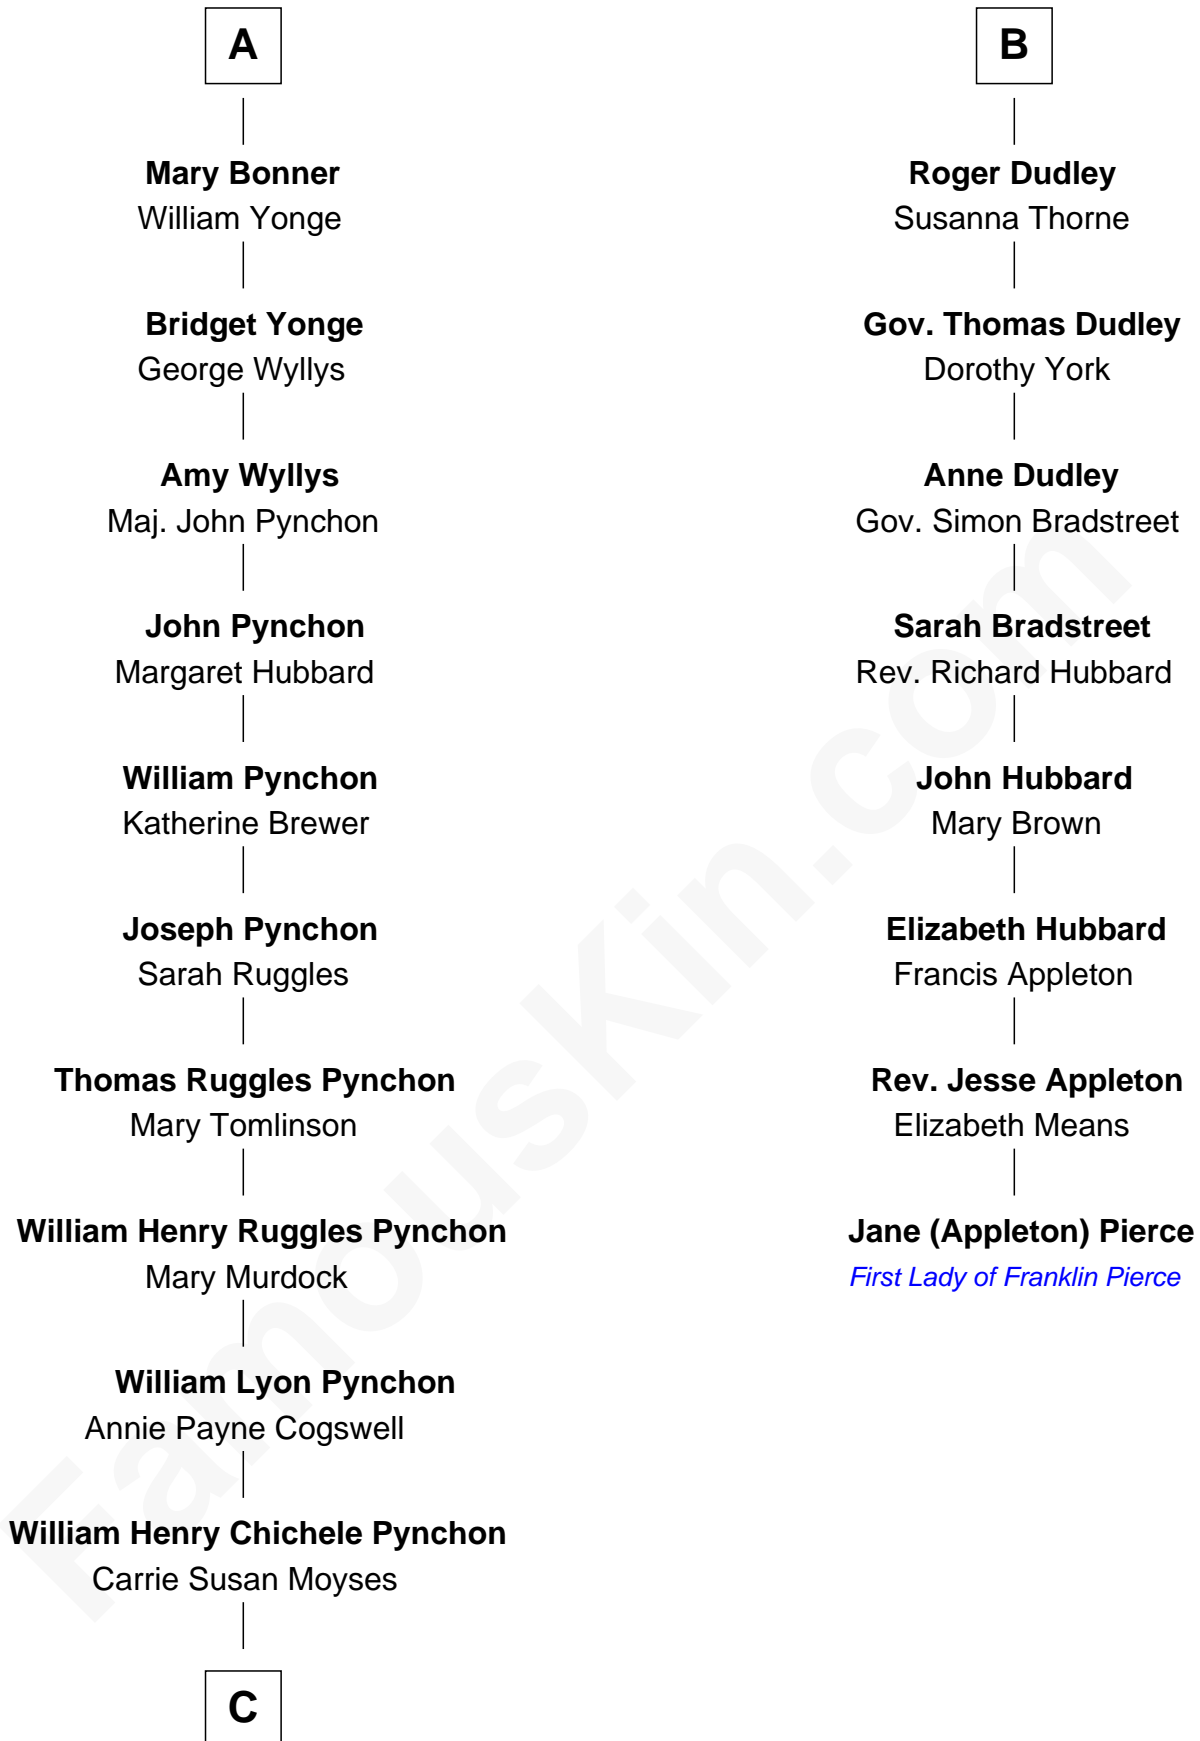 A
Mary Bonner
William Yonge
Bridget Yonge
George Wyllys
Amy Wyllys
Maj. John Pynchon
John Pynchon
Margaret Hubbard
William Pynchon
Katherine Brewer
Joseph Pynchon
Sarah Ruggles
Thomas Ruggles Pynchon
Mary Tomlinson
William Henry Ruggles Pynchon
Mary Murdock
William Lyon Pynchon
Annie Payne Cogswell
William Henry Chichele Pynchon
Carrie Susan Moyses
C
B
Roger Dudley
Susanna Thorne
Gov. Thomas Dudley
Dorothy York
Anne Dudley
Gov. Simon Bradstreet
Sarah Bradstreet
Rev. Richard Hubbard
John Hubbard
Mary Brown
Elizabeth Hubbard
Francis Appleton
Rev. Jesse Appleton
Elizabeth Means
Jane (Appleton) Pierce
First Lady of Franklin Pierce
FamousKin.com